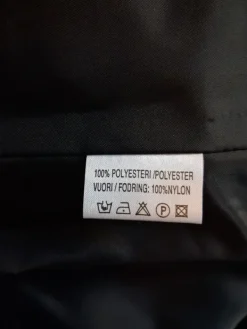 100% POLYESTERI/POLYESTER
VUORI / FODRING: 100%NYLON
P